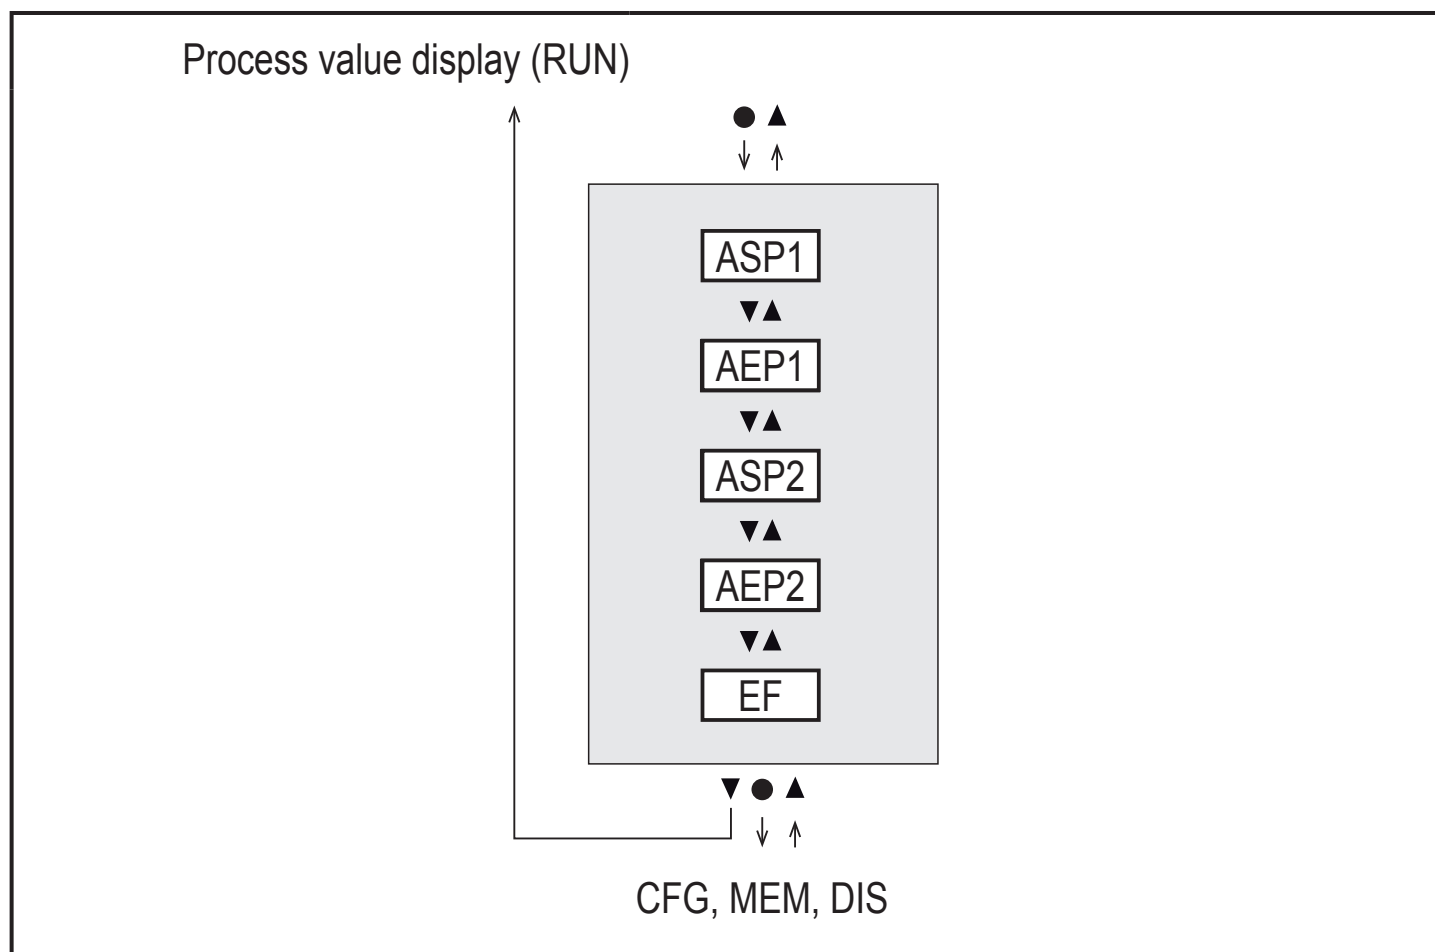 Process value display (RUN)
ASP1
AEP1
ASP2
AEP2
EF
CFG, MEM, DIS